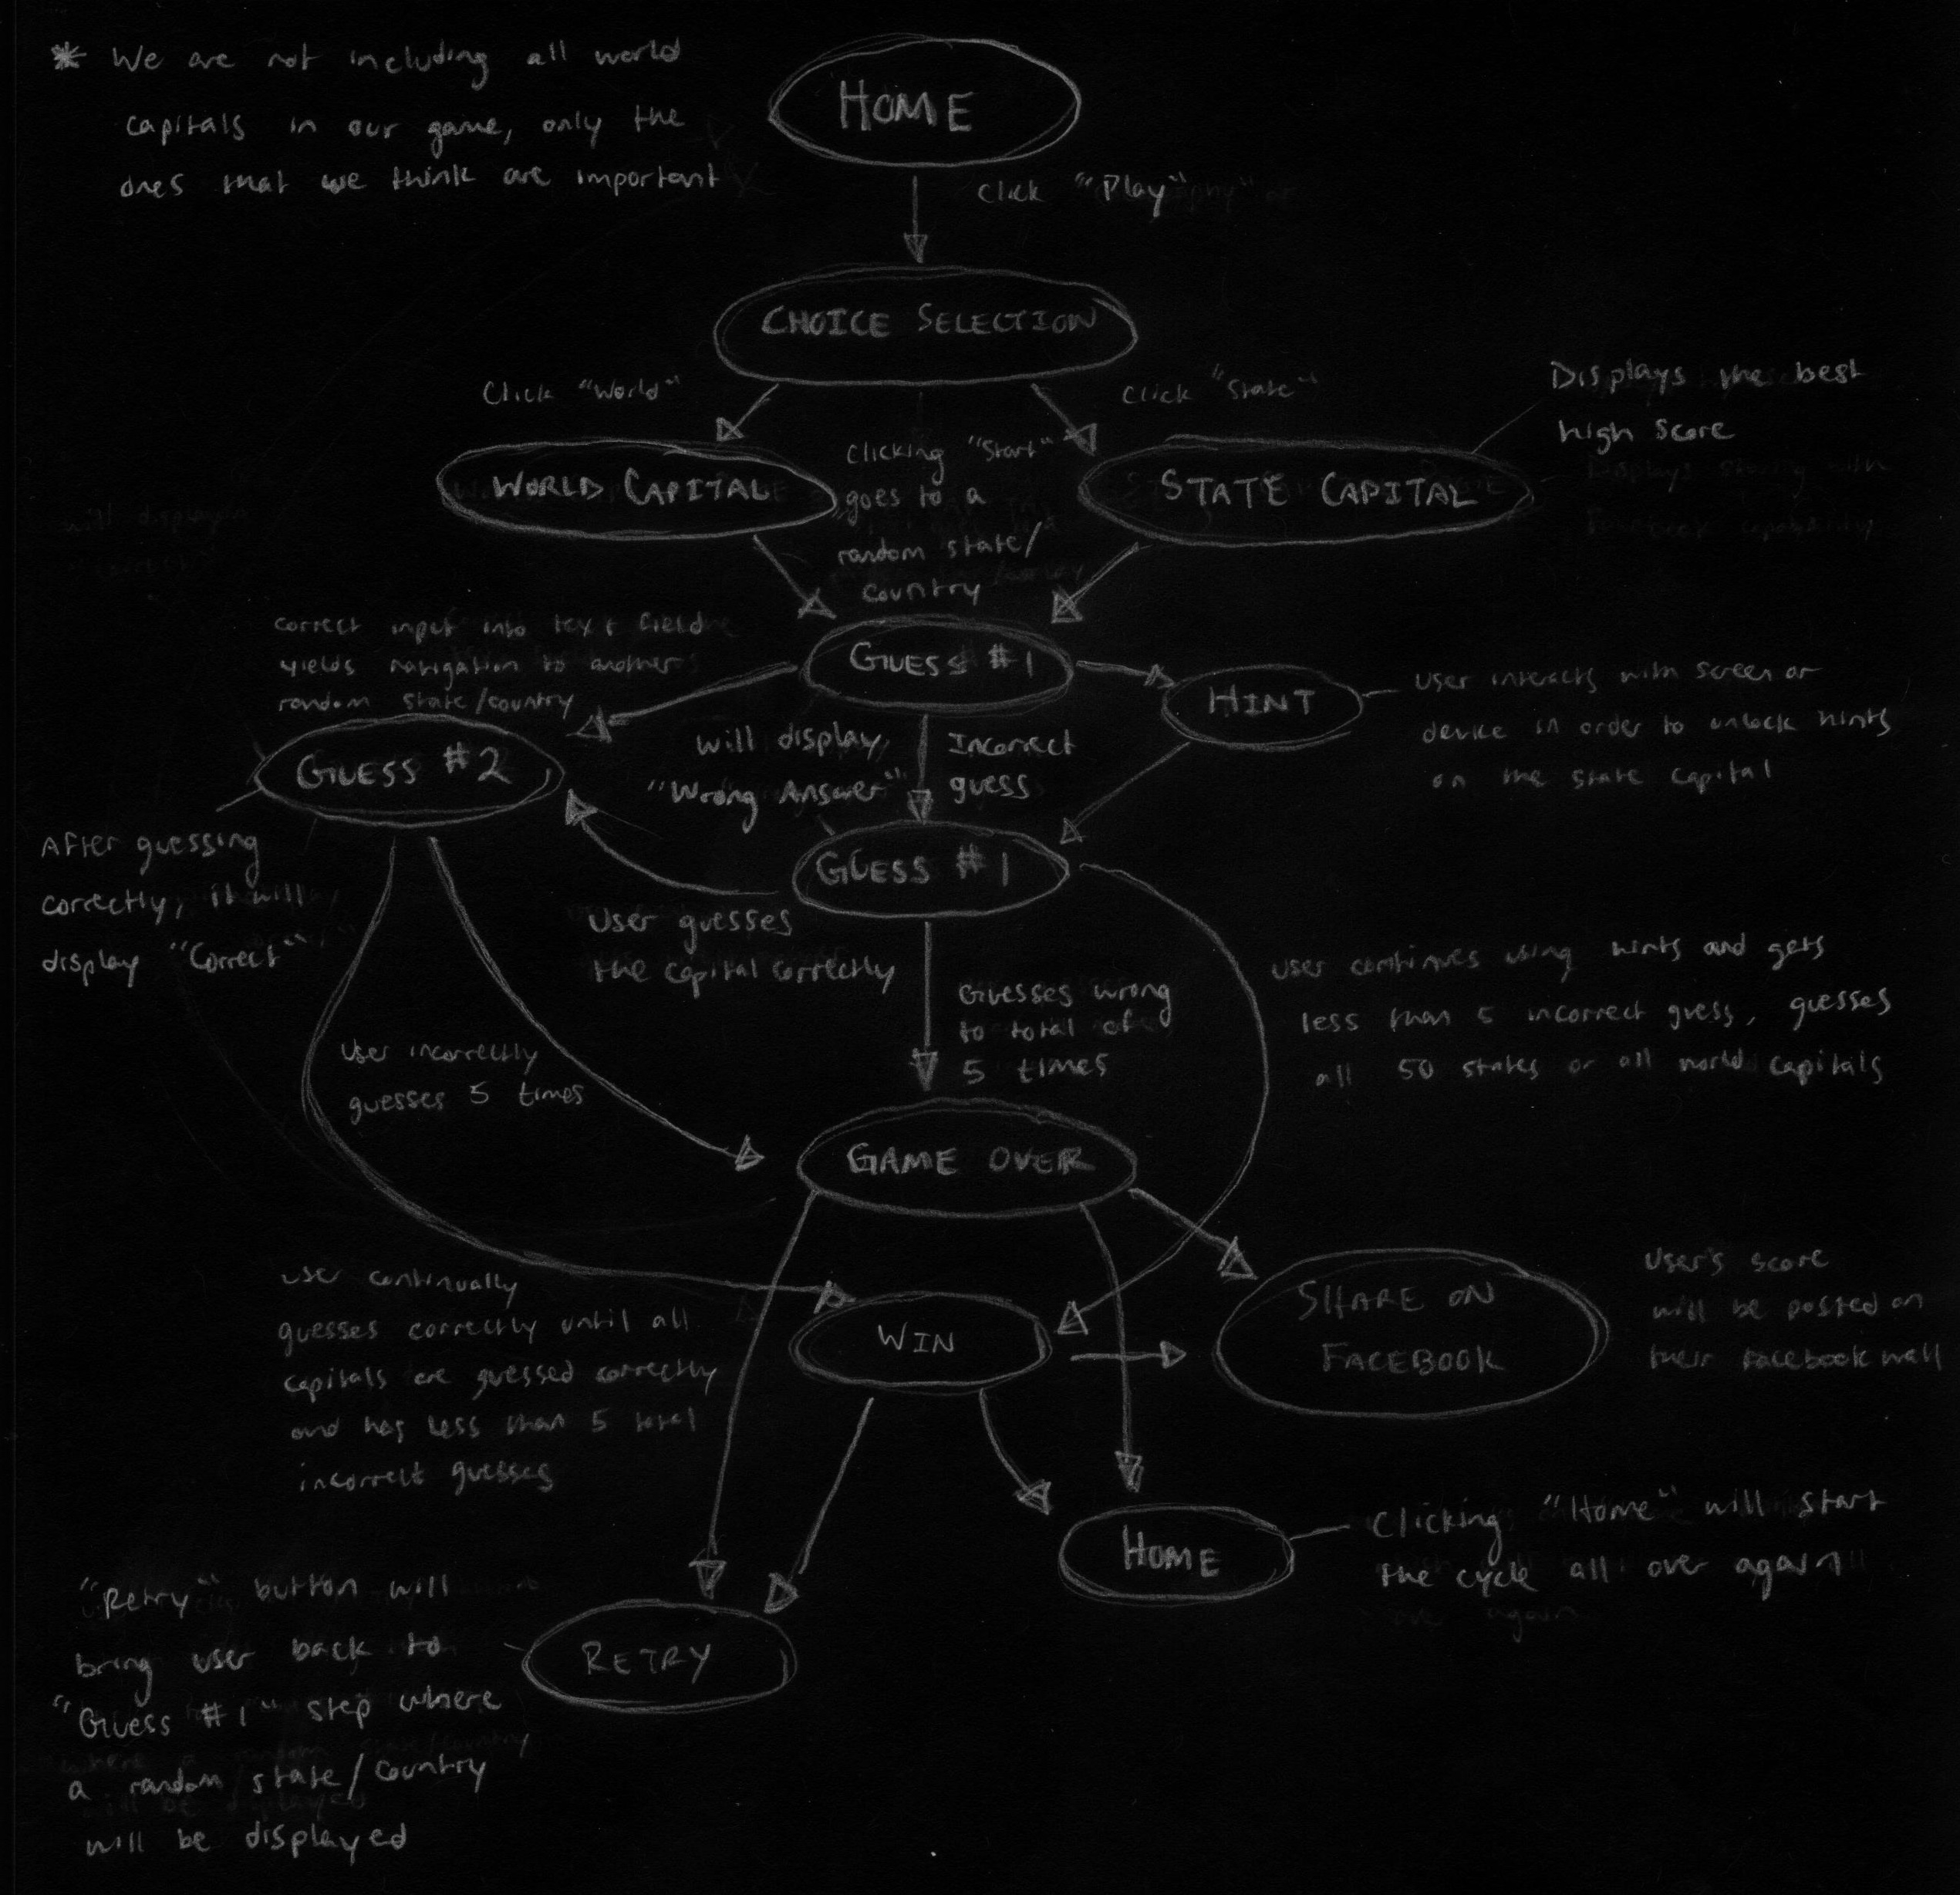 * We are not including all world
capitals in our game, only the
ones that we think are important
HOME
Click "Play"
CHOICE SELECTION
Click "World"
Click "State"
Displays the best
high score
WORLD CAPITAL
Clicking "Start"
goes to a
random state/
country
STATE CAPITAL
correct input into text field
yields navigation to another
random state/country
GUESS #1
HINT
User interacts with screen or
device in order to unlock hints
on the state capital
GUESS #2
will display
"Wrong Answer"
Incorrect
guess
After guessing
correctly, it will
display "Correct"
GUESS #1
User guesses
the capital correctly
Guesses wrong
to total of
5 times
User continues using hints and gets
less than 5 incorrect guess, guesses
all 50 states or all world capitals
User incorrectly
guesses 5 times
GAME OVER
User continually
guesses correctly until all
capitals are guessed correctly
and has less than 5 total
incorrect guesses
WIN
SHARE ON
FACEBOOK
User's score
will be posted on
their facebook wall
HOME
Clicking "Home" will start
the cycle all over again
"Retry" button will
bring user back to
"Guess #1" step where
a random state/country
will be displayed
RETRY